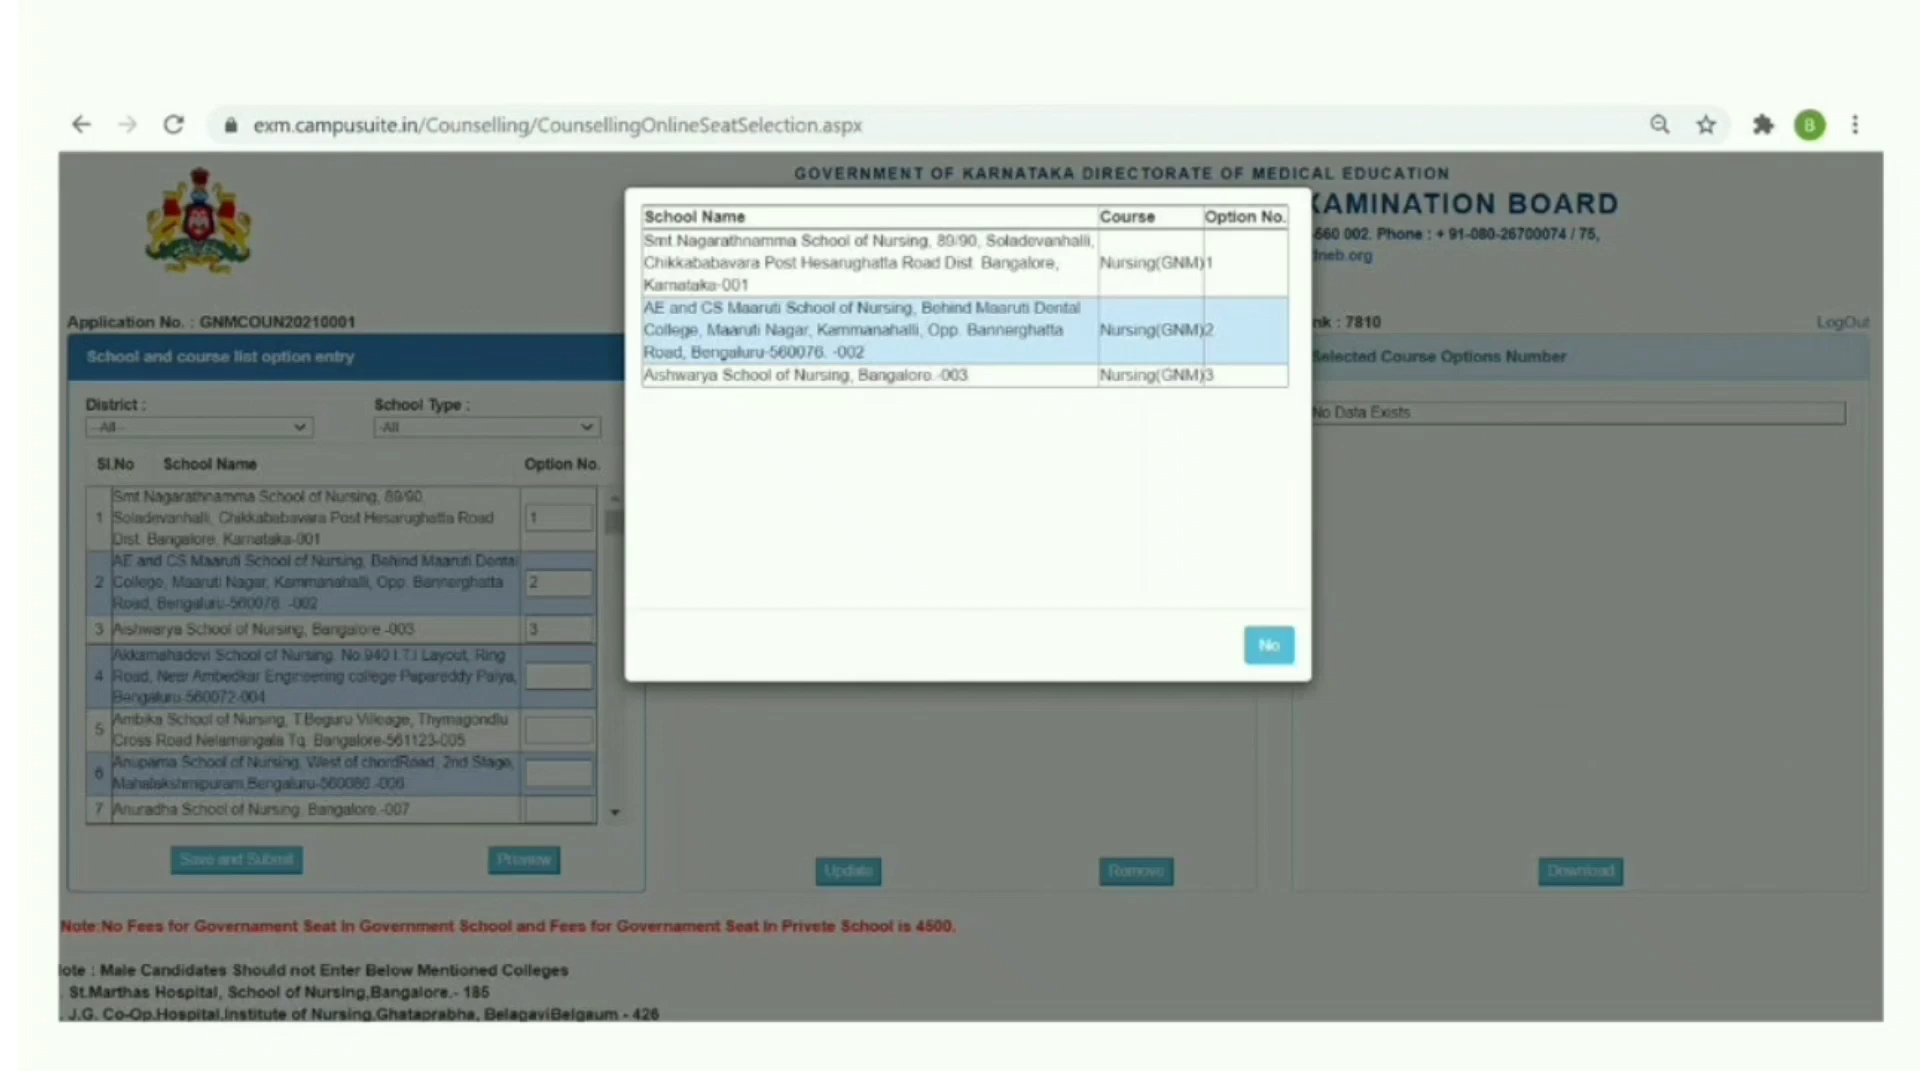 exm.campusuite.in/Counselling/CounsellingOnlineSeatSelection.aspx
B
GOVERNMENT OF KARNATAKA DIRECTORATE OF MEDICAL EDUCATION
AMINATION BOARD
560 002. Phone : + 91-080-26700074 / 75,
neb.org
Application No. : GNMCOUN20210001
nk : 7810
LogOut
School and course list option entry
District :
School Type :
--All--
-All
Sl.No School Name Option No.
1 Smt Nagarathnamma School of Nursing, 89/90,
Soladevanhalli, Chikkababavara Post Hesarughatta Road
Dist. Bangalore, Karnataka-001
1
2 AE and CS Maaruti School of Nursing, Behind Maaruti Dental
College, Maaruti Nagar, Kammanahalli, Opp. Bannerghatta
Road, Bengaluru-560076. -002
2
3 Aishwarya School of Nursing, Bangalore.-003
3
4 Akkamahadevi School of Nursing. No.940 I.T.I Layout, Ring
Road, Near Ambedkar Engineering college Papareddy Palya,
Bengaluru-560072-004
5 Ambika School of Nursing, T.Beguru Villeage, Thymagondlu
Cross Road Nelamangala Tq. Bangalore-561123-005
6 Anupama School of Nursing, West of chordRoad, 2nd Stage,
Mahalakshmipuram,Bengaluru-560086.-006
7 Anuradha School of Nursing, Bangalore.-007
Save and Submit
Preview
School Name Course Option No.
Smt Nagarathnamma School of Nursing, 89/90, Soladevanhalli,
Chikkababavara Post Hesarughatta Road Dist. Bangalore,
Karnataka-001
Nursing(GNM) 1
AE and CS Maaruti School of Nursing, Behind Maaruti Dental
College, Maaruti Nagar, Kammanahalli, Opp. Bannerghatta
Road, Bengaluru-560076. -002
Nursing(GNM) 2
Aishwarya School of Nursing, Bangalore.-003
Nursing(GNM) 3
No
Update
Remove
Selected Course Options Number
No Data Exists
Download
Note:No Fees for Governament Seat In Government School and Fees for Governament Seat In Privete School is 4500.
ote : Male Candidates Should not Enter Below Mentioned Colleges
. St.Marthas Hospital, School of Nursing,Bangalore.- 185
. J.G. Co-Op.Hospital,Institute of Nursing,Ghataprabha, BelagaviBelgaum - 426